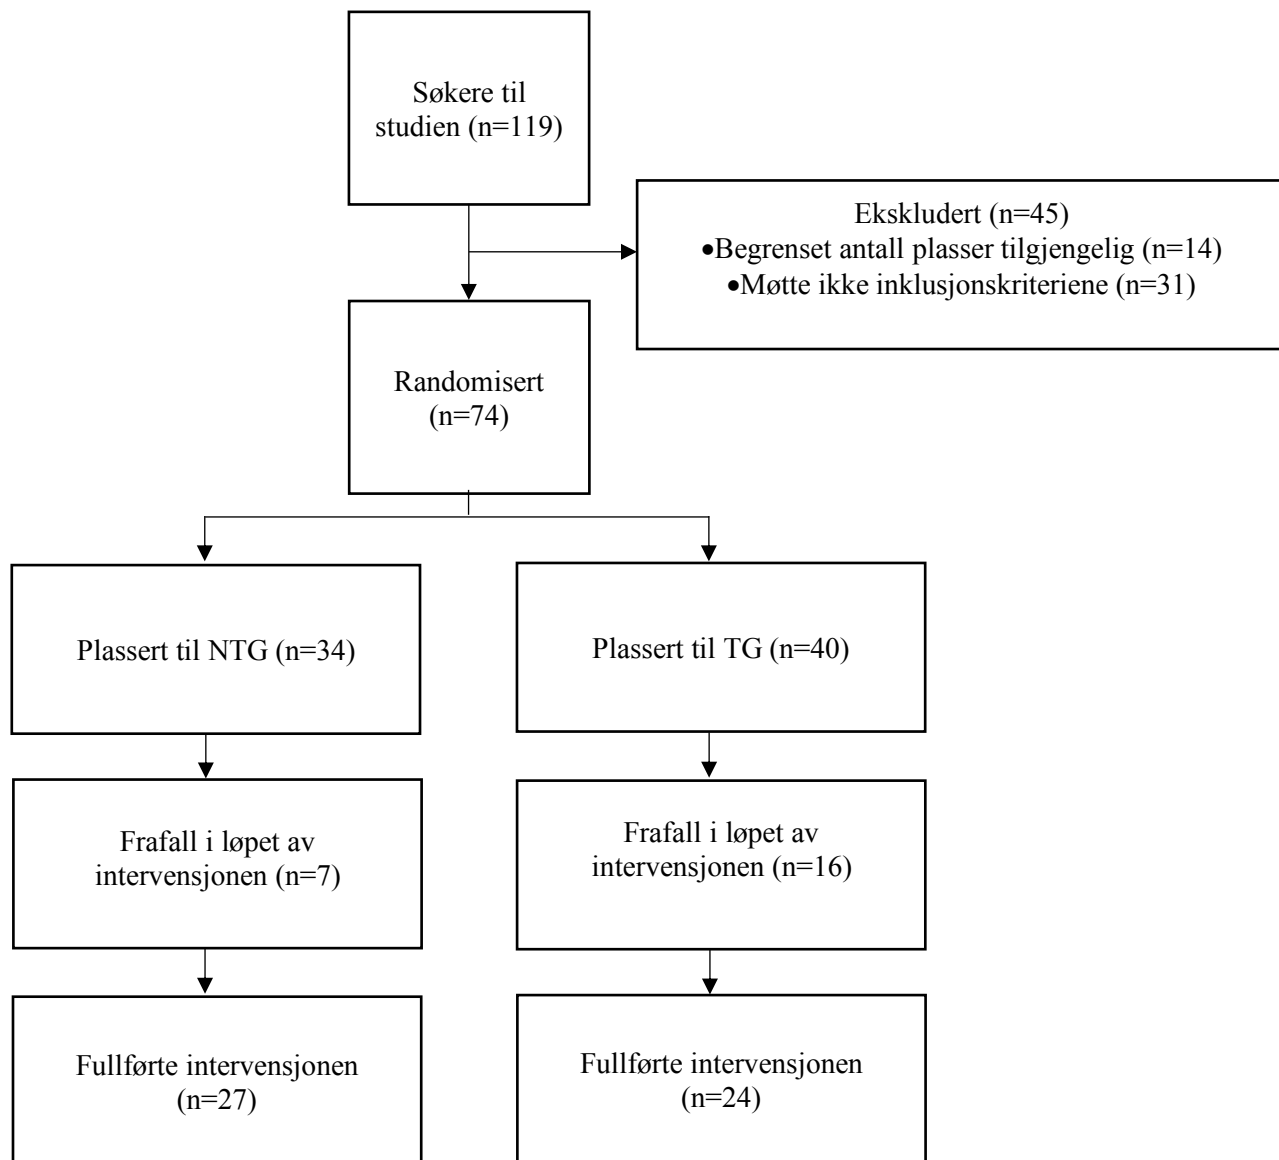 Søkere til
studien (n=119)
Ekskludert (n=45)
•Begrenset antall plasser tilgjengelig (n=14)
•Møtte ikke inklusjonskriteriene (n=31)
Randomisert
(n=74)
Plassert til NTG (n=34)
Plassert til TG (n=40)
Frafall i løpet av
intervensjonen (n=7)
Frafall i løpet av
intervensjonen (n=16)
Fullførte intervensjonen
(n=27)
Fullførte intervensjonen
(n=24)